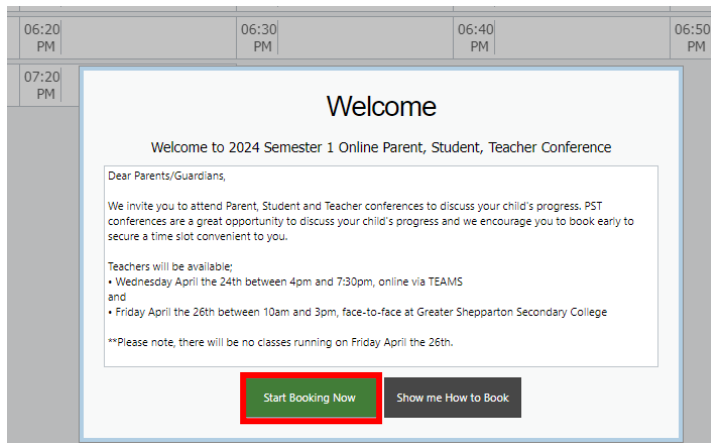 06:20 PM
06:30 PM
06:40 PM
06:50 PM
07:20 PM
Welcome
Welcome to 2024 Semester 1 Online Parent, Student, Teacher Conference
Dear Parents/Guardians,
We invite you to attend Parent, Student and Teacher conferences to discuss your child's progress. PST
conferences are a great opportunity to discuss your child's progress and we encourage you to book early to
secure a time slot convenient to you.
Teachers will be available;
• Wednesday April the 24th between 4pm and 7:30pm, online via TEAMS
and
• Friday April the 26th between 10am and 3pm, face-to-face at Greater Shepparton Secondary College
**Please note, there will be no classes running on Friday April the 26th.
Start Booking Now
Show me How to Book